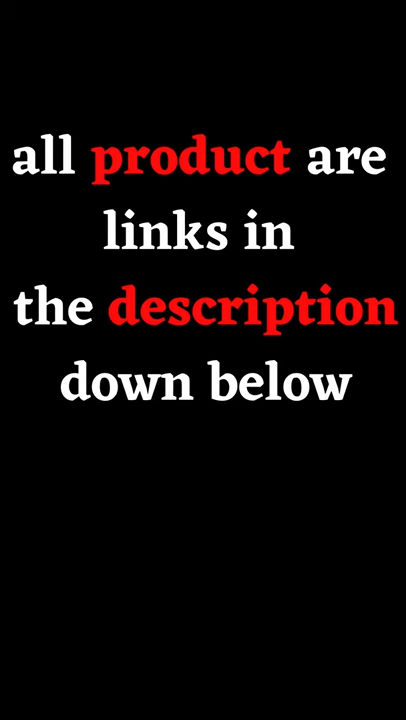 all product are
links in
the description
down below